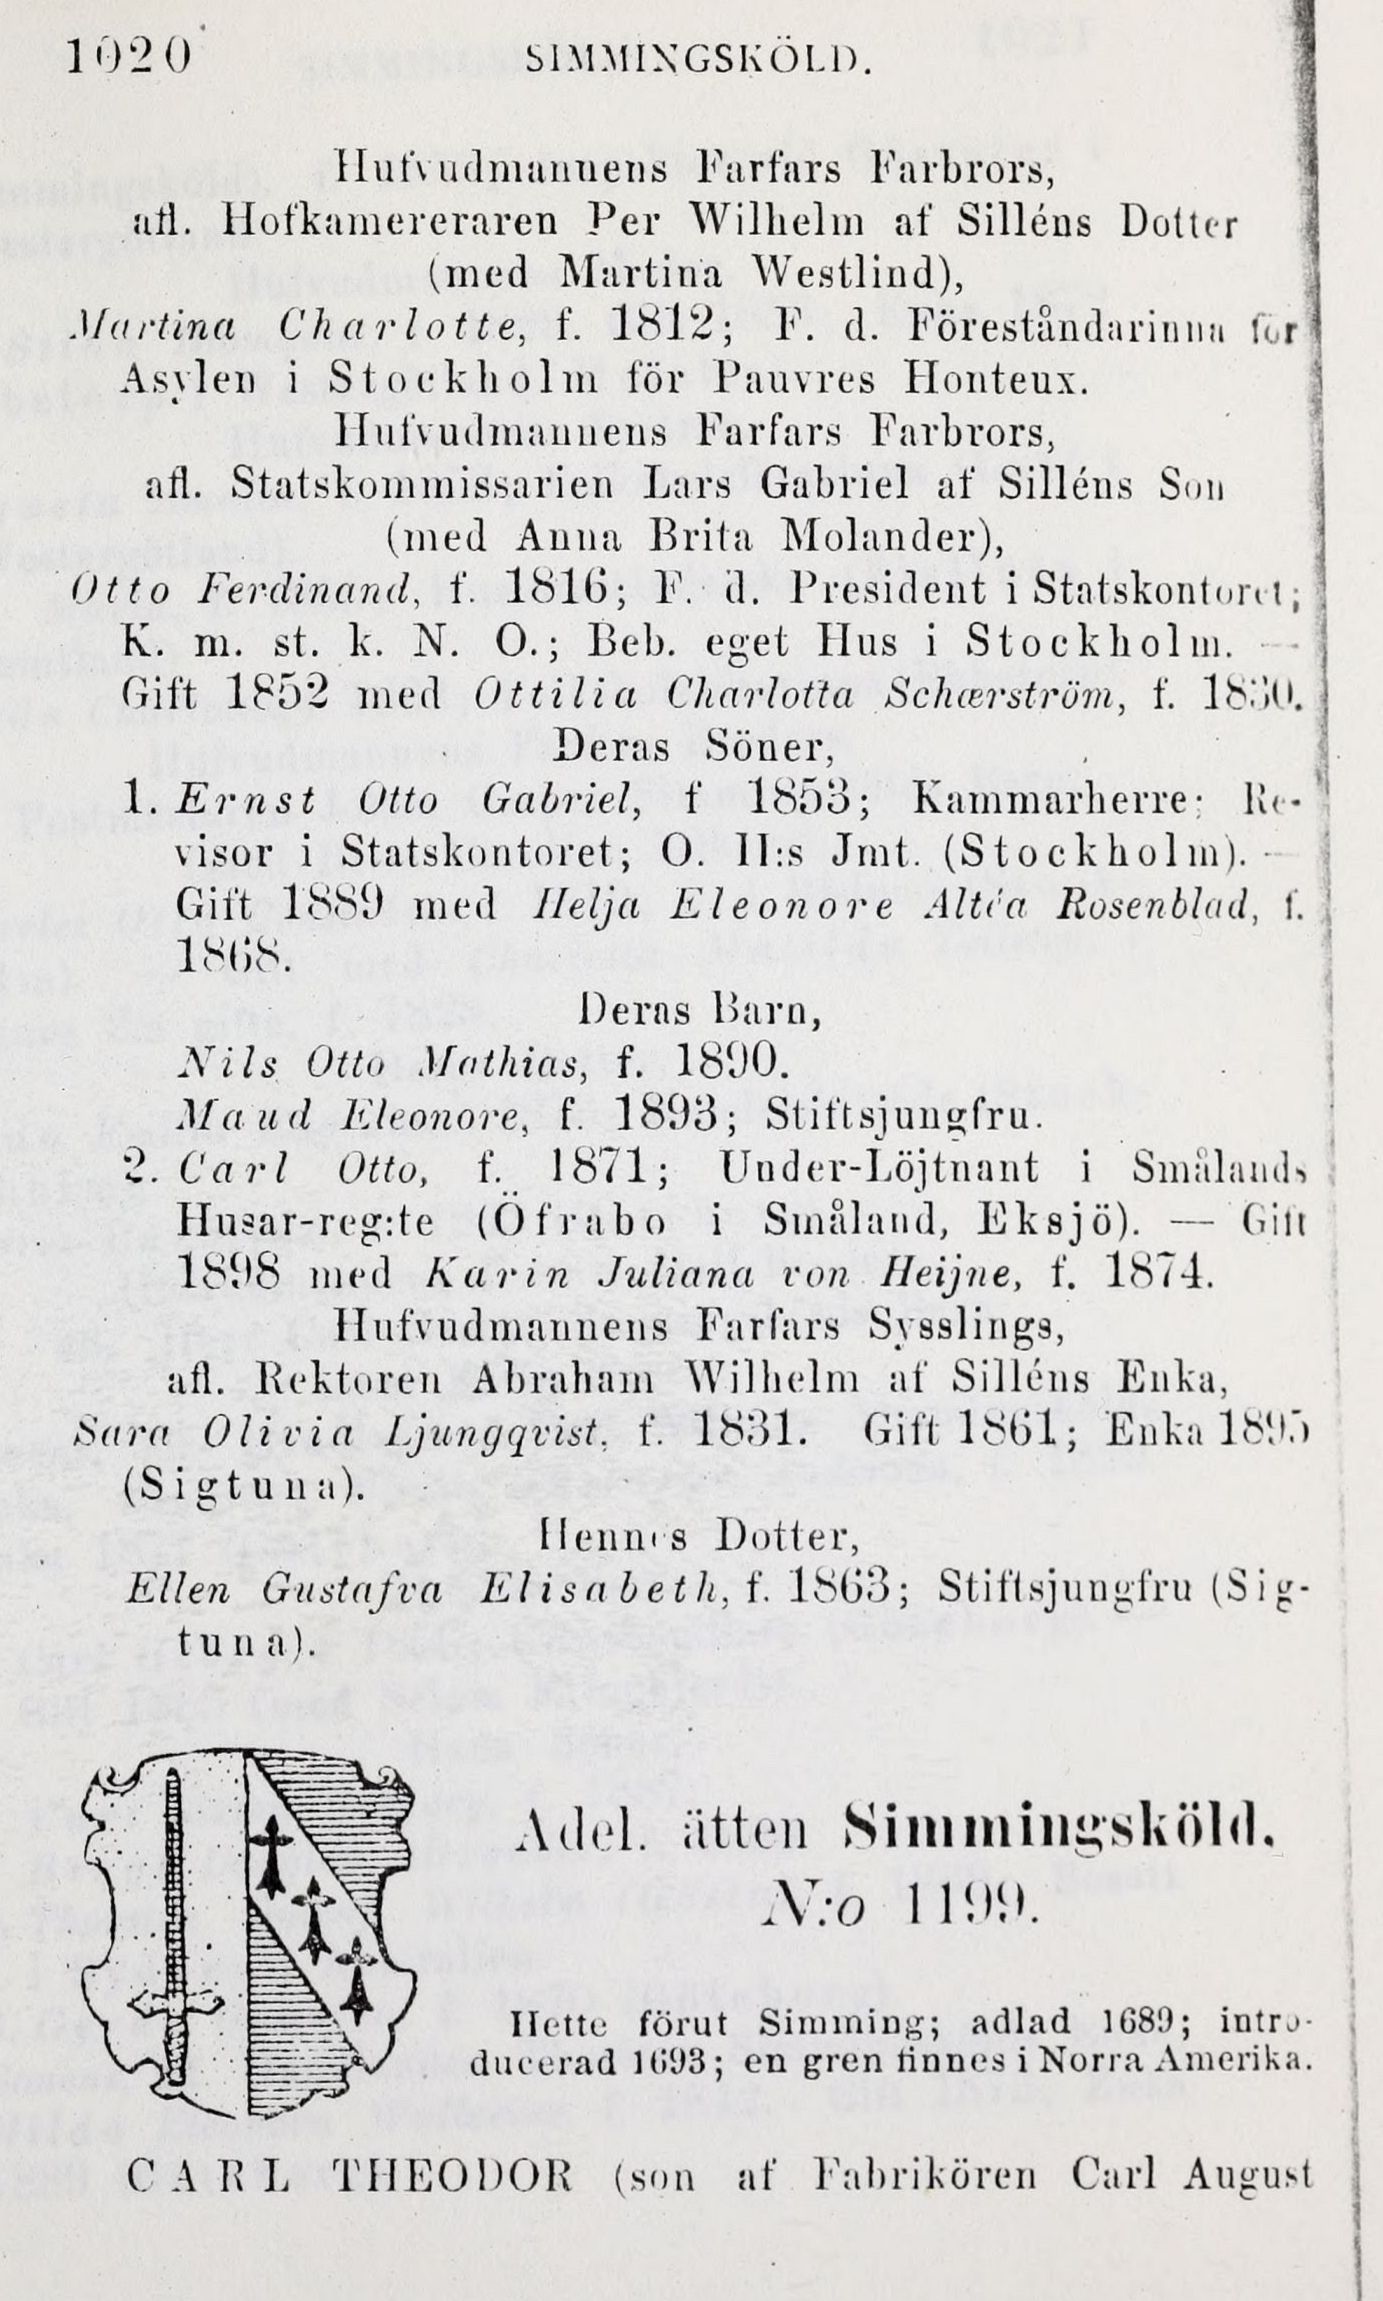 1020
SIMMINGSKÖLD.
Hufvudmannens Farfars Farbrors,
afl. Hofkamereraren Per Wilhelm af Silléns Dotter
(med Martina Westlind),
Martina Charlotte, f. 1812; F. d. Föreståndarinna för
Asylen i Stockholm för Pauvres Honteux.
Hufvudmannens Farfars Farbrors,
afl. Statskommissarien Lars Gabriel af Silléns Son
(med Anna Brita Molander),
Otto Ferdinand, f. 1816; F. d. President i Statskontoret;
K. m. st. k. N. O.; Beb. eget Hus i Stockholm. —
Gift 1852 med Ottilia Charlotta Schærström, f. 1830.
Deras Söner,
1. Ernst Otto Gabriel, f 1853; Kammarherre; Re-
visor i Statskontoret; O. II:s Jmt. (Stockholm). —
Gift 1889 med Helja Eleonore Altéa Rosenblad, f.
1868.
Deras Barn,
Nils Otto Mathias, f. 1890.
Maud Eleonore, f. 1893; Stiftsjungfru.
2. Carl Otto, f. 1871; Under-Löjtnant i Smålands
Husar-reg:te (Öfrabo i Småland, Eksjö). — Gift
1898 med Karin Juliana von Heijne, f. 1874.
Hufvudmannens Farfars Sysslings,
afl. Rektoren Abraham Wilhelm af Silléns Enka,
Sara Olivia Ljungqvist, f. 1831. Gift 1861; Enka 1895
(Sigtuna).
Hennes Dotter,
Ellen Gustafva Elisabeth, f. 1863; Stiftsjungfru (Sig-
tuna).
Adel. ätten Simmingsköld.
N:o 1199.
Hette förut Simming; adlad 1689; intro-
ducerad 1693; en gren finnes i Norra Amerika.
CARL THEODOR (son af Fabrikören Carl August